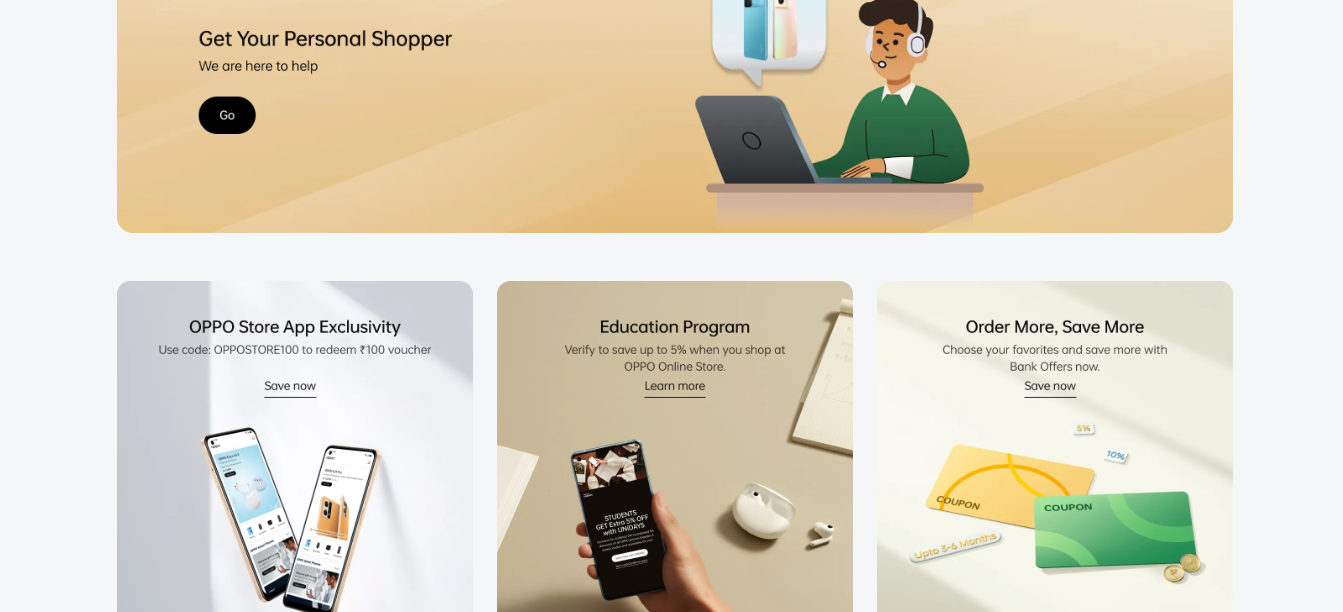 Get Your Personal Shopper
We are here to help
Go
OPPO Store App Exclusivity
Use code: OPPOSTORE100 to redeem ₹100 voucher
Save now
Education Program
Verify to save up to 5% when you shop at
OPPO Online Store.
Learn more
Order More, Save More
Choose your favorites and save more with
Bank Offers now.
Save now
STUDENTS
GET Extra 5% OFF
with UNIDAYS
5%
10%
COUPON
COUPON
Upto 3-6 Months